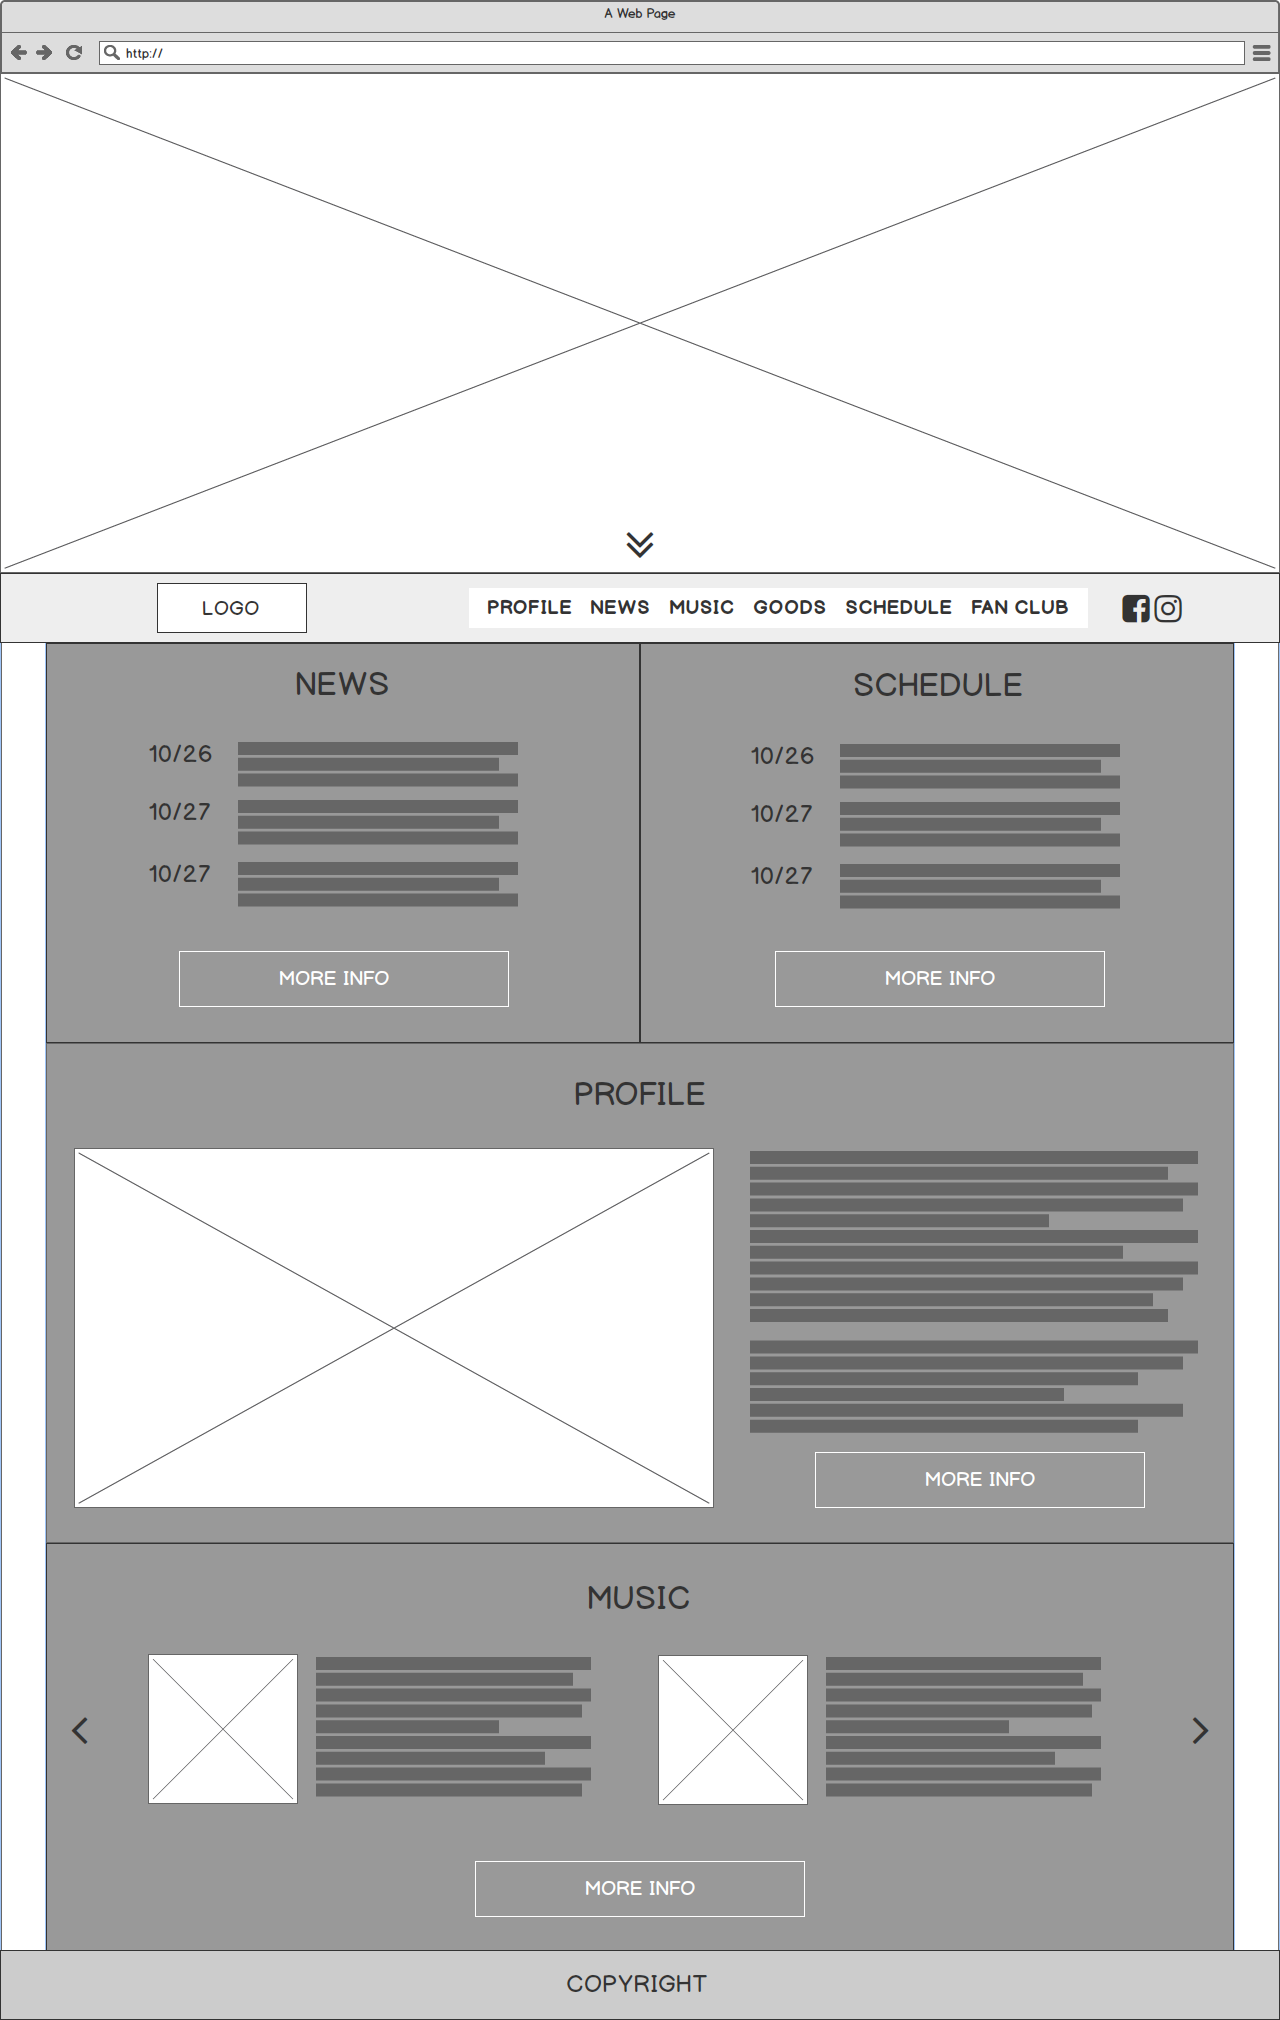 A Web Page
http://
LOGO
PROFILE NEWS MUSIC GOODS SCHEDULE FAN CLUB
NEWS
10/26
10/27
10/27
MORE INFO
SCHEDULE
10/26
10/27
10/27
MORE INFO
PROFILE
MORE INFO
MUSIC
MORE INFO
COPYRIGHT